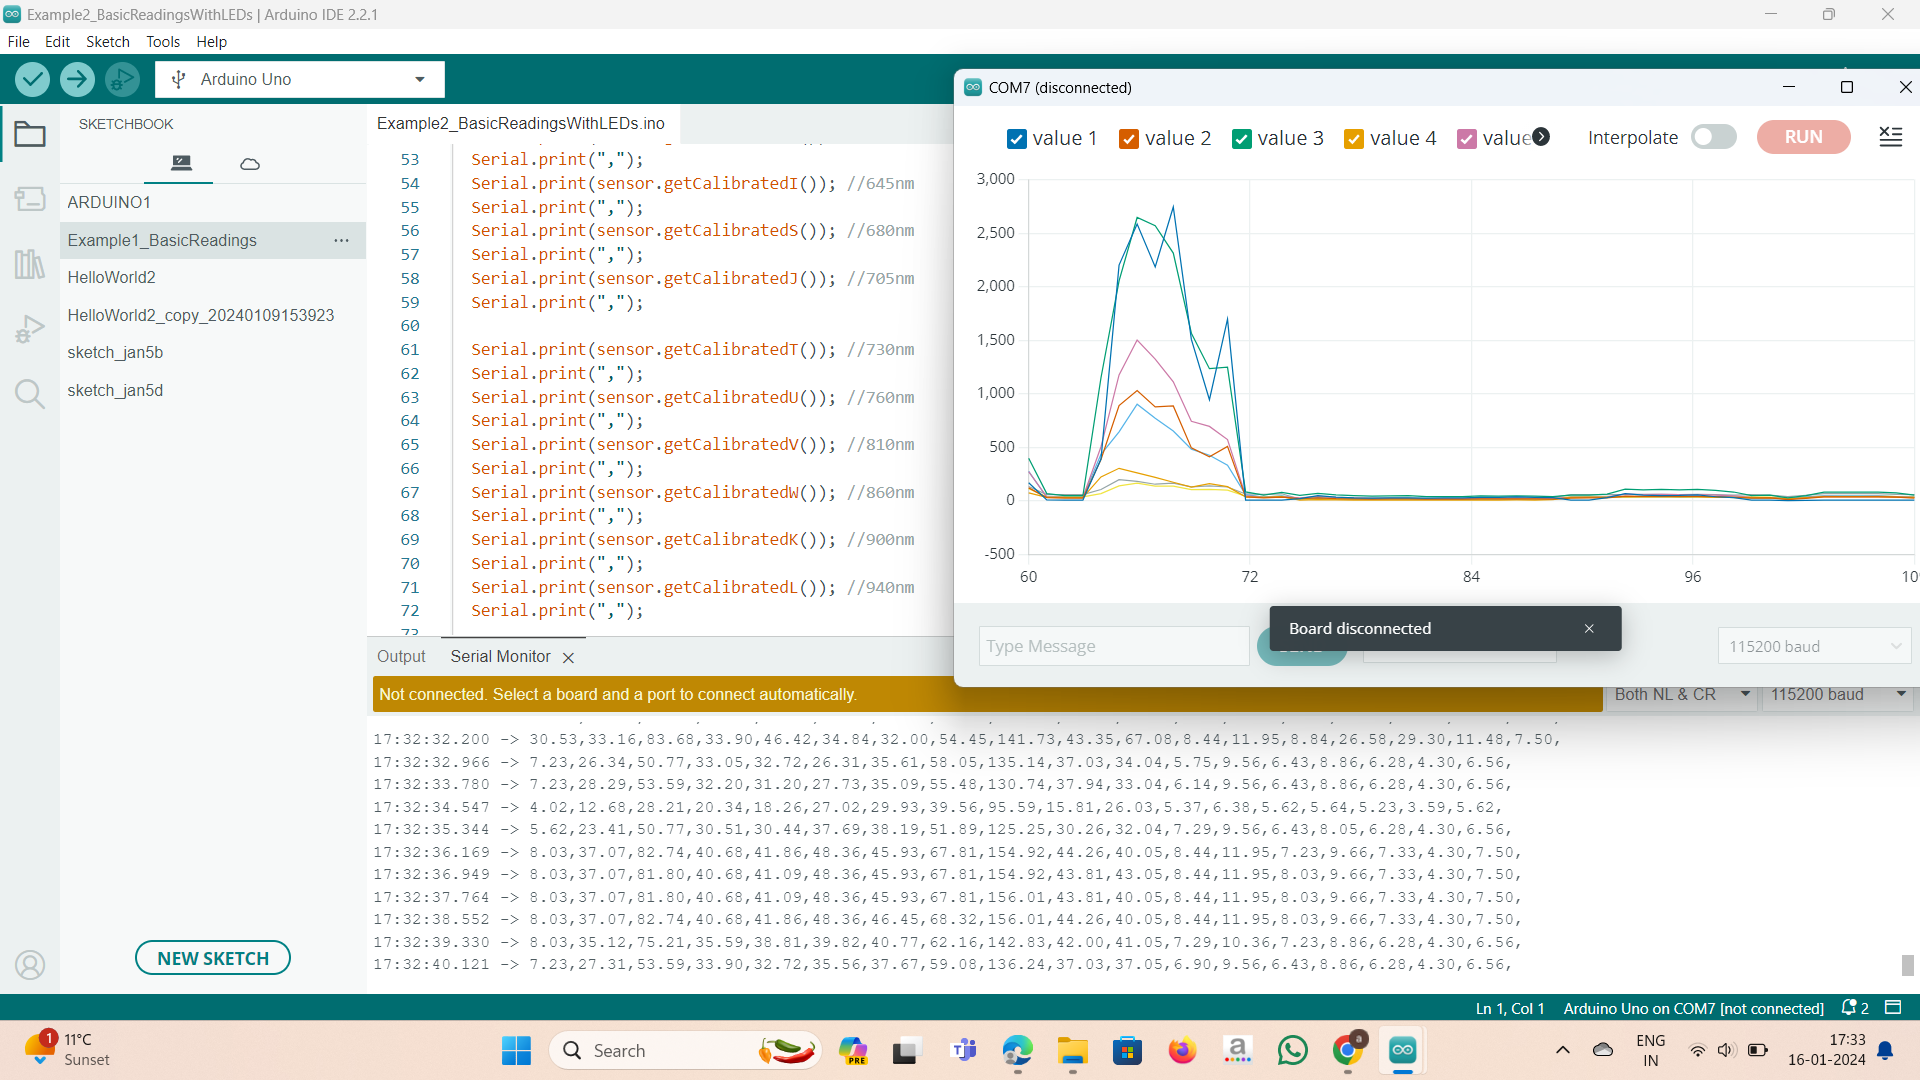 Example2_BasicReadingsWithLEDs | Arduino IDE 2.2.1
File Edit Sketch Tools Help
Arduino Uno
SKETCHBOOK
ARDUINO1
Example1_BasicReadings ...
HelloWorld2
HelloWorld2_copy_20240109153923
sketch_jan5b
sketch_jan5d
NEW SKETCH
Example2_BasicReadingsWithLEDs.ino
53 Serial.print(",");
54 Serial.print(sensor.getCalibratedI()); //645nm
55 Serial.print(",");
56 Serial.print(sensor.getCalibratedS()); //680nm
57 Serial.print(",");
58 Serial.print(sensor.getCalibratedJ()); //705nm
59 Serial.print(",");
60
61 Serial.print(sensor.getCalibratedT()); //730nm
62 Serial.print(",");
63 Serial.print(sensor.getCalibratedU()); //760nm
64 Serial.print(",");
65 Serial.print(sensor.getCalibratedV()); //810nm
66 Serial.print(",");
67 Serial.print(sensor.getCalibratedW()); //860nm
68 Serial.print(",");
69 Serial.print(sensor.getCalibratedK()); //900nm
70 Serial.print(",");
71 Serial.print(sensor.getCalibratedL()); //940nm
72 Serial.print(",");
73
COM7 (disconnected)
value 1 value 2 value 3 value 4 value Interpolate RUN
3,000
2,500
2,000
1,500
1,000
500
0
-500
60 72 84 96
Type Message
Board disconnected
115200 baud
Output Serial Monitor
Not connected. Select a board and a port to connect automatically.
Both NL & CR 115200 baud
17:32:32.200 -> 30.53,33.16,83.68,33.90,46.42,34.84,32.00,54.45,141.73,43.35,67.08,8.44,11.95,8.84,26.58,29.30,11.48,7.50,
17:32:32.966 -> 7.23,26.34,50.77,33.05,32.72,26.31,35.61,58.05,135.14,37.03,34.04,5.75,9.56,6.43,8.86,6.28,4.30,6.56,
17:32:33.780 -> 7.23,28.29,53.59,32.20,31.20,27.73,35.09,55.48,130.74,37.94,33.04,6.14,9.56,6.43,8.86,6.28,4.30,6.56,
17:32:34.547 -> 4.02,12.68,28.21,20.34,18.26,27.02,29.93,39.56,95.59,15.81,26.03,5.37,6.38,5.62,5.64,5.23,3.59,5.62,
17:32:35.344 -> 5.62,23.41,50.77,30.51,30.44,37.69,38.19,51.89,125.25,30.26,32.04,7.29,9.56,6.43,8.05,6.28,4.30,6.56,
17:32:36.169 -> 8.03,37.07,82.74,40.68,41.86,48.36,45.93,67.81,154.92,44.26,40.05,8.44,11.95,7.23,9.66,7.33,4.30,7.50,
17:32:36.949 -> 8.03,37.07,81.80,40.68,41.09,48.36,45.93,67.81,154.92,43.81,43.05,8.44,11.95,8.03,9.66,7.33,4.30,7.50,
17:32:37.764 -> 8.03,37.07,81.80,40.68,41.09,48.36,45.93,67.81,156.01,43.81,40.05,8.44,11.95,8.03,9.66,7.33,4.30,7.50,
17:32:38.552 -> 8.03,37.07,82.74,40.68,41.86,48.36,46.45,68.32,156.01,44.26,40.05,8.44,11.95,8.03,9.66,7.33,4.30,7.50,
17:32:39.330 -> 8.03,35.12,75.21,35.59,38.81,39.82,40.77,62.16,142.83,42.00,41.05,7.29,10.36,7.23,8.86,6.28,4.30,6.56,
17:32:40.121 -> 7.23,27.31,53.59,33.90,32.72,35.56,37.67,59.08,136.24,37.03,37.05,6.90,9.56,6.43,8.86,6.28,4.30,6.56,
Ln 1, Col 1 Arduino Uno on COM7 [not connected] 2
1
11°C
Sunset
Search
PRE
a
ENG
IN
17:33
16-01-2024